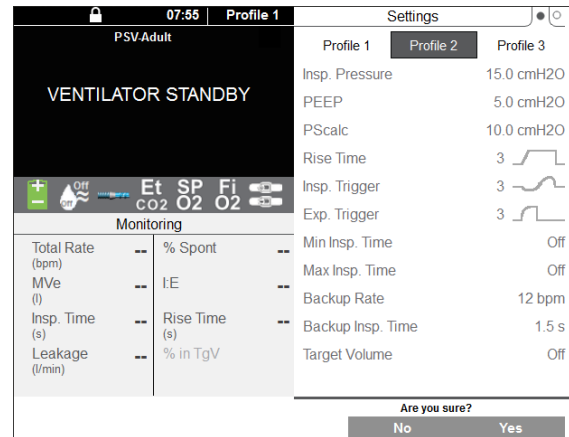 07:55 Profile 1
PSV-Adult
VENTILATOR STANDBY
Off
Off
Et SP Fi
CO2 O2 O2
Monitoring
Total Rate -- % Spont --
(bpm)
MVe -- I:E --
(l)
Insp. Time -- Rise Time --
(s) (s)
Leakage -- % in TgV
(l/min)
Settings
Profile 1 Profile 2 Profile 3
Insp. Pressure 15.0 cmH2O
PEEP 5.0 cmH2O
PScalc 10.0 cmH2O
Rise Time 3
Insp. Trigger 3
Exp. Trigger 3
Min Insp. Time Off
Max Insp. Time Off
Backup Rate 12 bpm
Backup Insp. Time 1.5 s
Target Volume Off
Are you sure?
No Yes